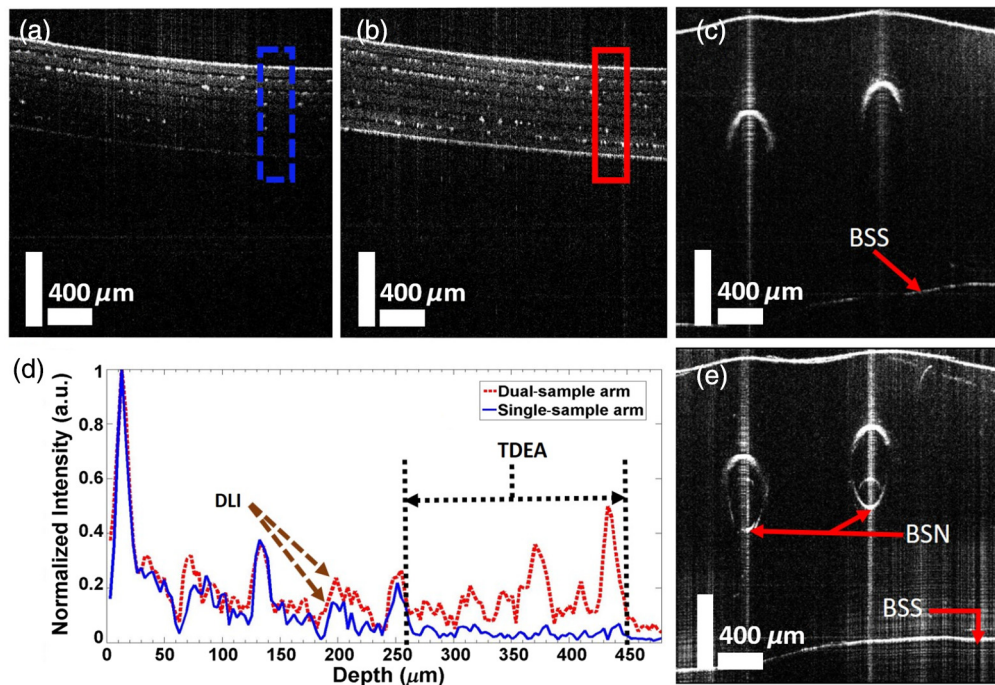 (a)
400 μm
(b)
400 μm
(c)
BSS
400 μm
(d)
Normalized Intensity (a.u.)
1
0.8
0.6
0.4
0.2
0
Dual-sample arm
Single-sample arm
TDEA
DLI
0 50 100 150 200 250 300 350 400 450
Depth (μm)
(e)
BSN
BSS
400 μm